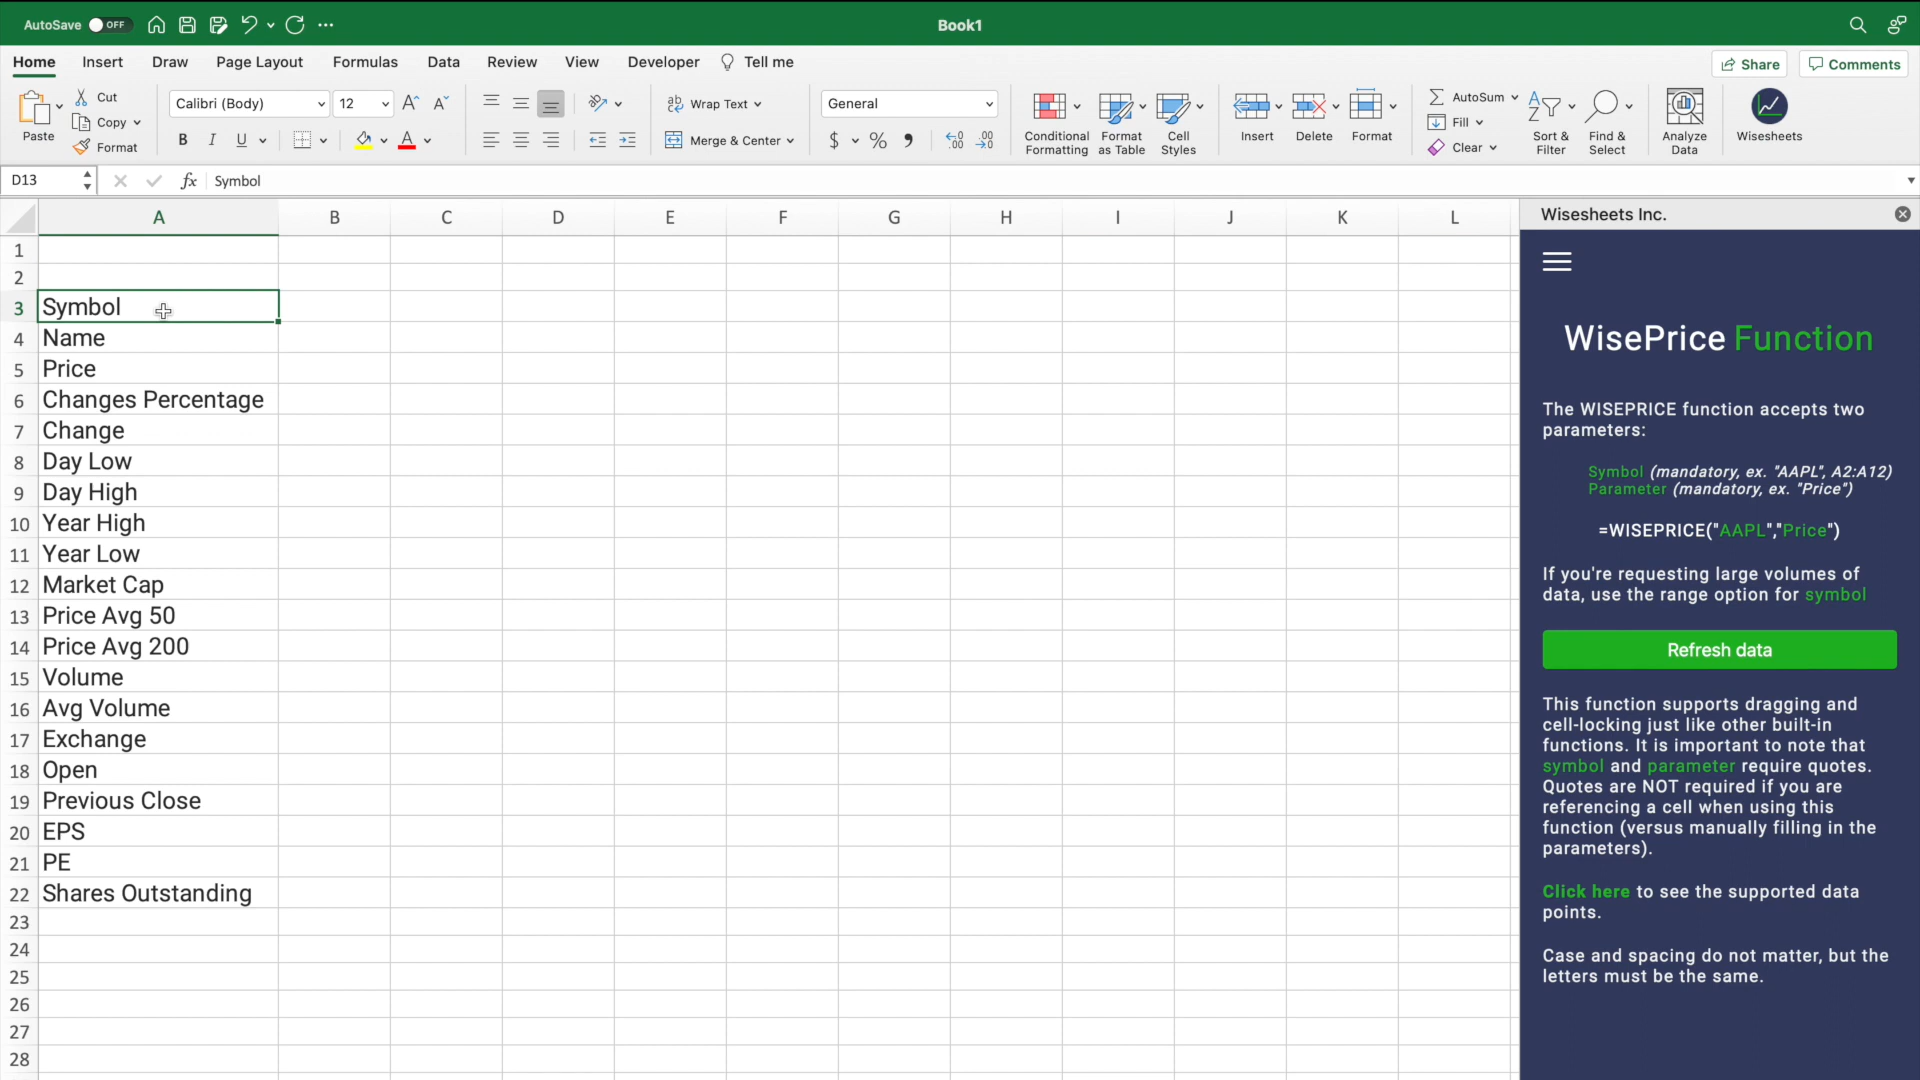 AutoSave OFF
Book1
Home Insert Draw Page Layout Formulas Data Review View Developer Tell me
Share Comments
Paste
Cut
Copy
Format
Calibri (Body) 12
B I U
Wrap Text
Merge & Center
General
$ % ,
Conditional Formatting
Format as Table
Cell Styles
Insert
Delete
Format
AutoSum
Fill
Clear
Sort & Filter
Find & Select
Analyze Data
Wisesheets
D13 fx Symbol
A B C D E F G H I J K L
1
2
3 Symbol
4 Name
5 Price
6 Changes Percentage
7 Change
8 Day Low
9 Day High
10 Year High
11 Year Low
12 Market Cap
13 Price Avg 50
14 Price Avg 200
15 Volume
16 Avg Volume
17 Exchange
18 Open
19 Previous Close
20 EPS
21 PE
22 Shares Outstanding
23
24
25
26
27
28
Wisesheets Inc.
WisePrice Function
The WISEPRICE function accepts two
parameters:
Symbol (mandatory, ex. "AAPL", A2:A12)
Parameter (mandatory, ex. "Price")
=WISEPRICE("AAPL","Price")
If you're requesting large volumes of
data, use the range option for symbol
Refresh data
This function supports dragging and
cell-locking just like other built-in
functions. It is important to note that
symbol and parameter require quotes.
Quotes are NOT required if you are
referencing a cell when using this
function (versus manually filling in the
parameters).
Click here to see the supported data
points.
Case and spacing do not matter, but the
letters must be the same.